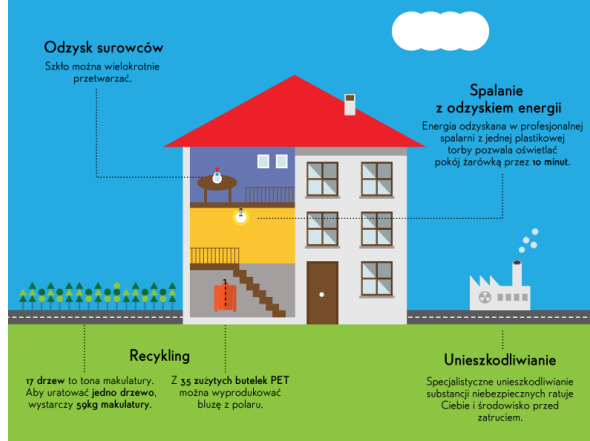 Odzysk surowców
Szkło można wielokrotnie
przetwarzać.
Spalanie
z odzyskiem energii
Energia odzyskana w profesjonalnej
spalarni z jednej plastikowej
torby pozwala oświetlać
pokój żarówką przez 10 minut.
Recykling
17 drzew to tona makulatury.
Aby uratować jedno drzewo,
wystarczy 59kg makulatury.
Z 35 zużytych butelek PET
można wyprodukować
bluzę z polaru.
Unieszkodliwianie
Specjalistyczne unieszkodliwianie
substancji niebezpiecznych ratuje
Ciebie i środowisko przed
zatruciem.